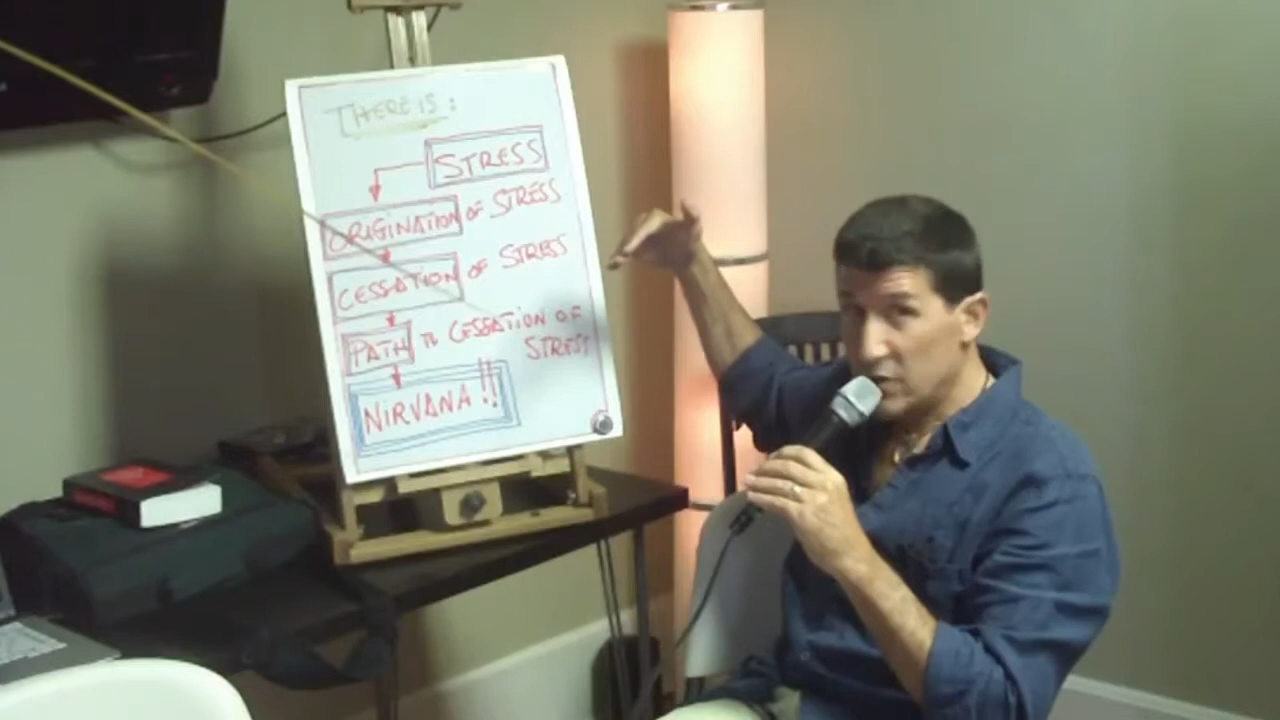 THERE IS:
STRESS
ORIGINATION OF STRESS
CESSATION OF STRESS
PATH TO CESSATION OF
STRESS
NIRVANA!!